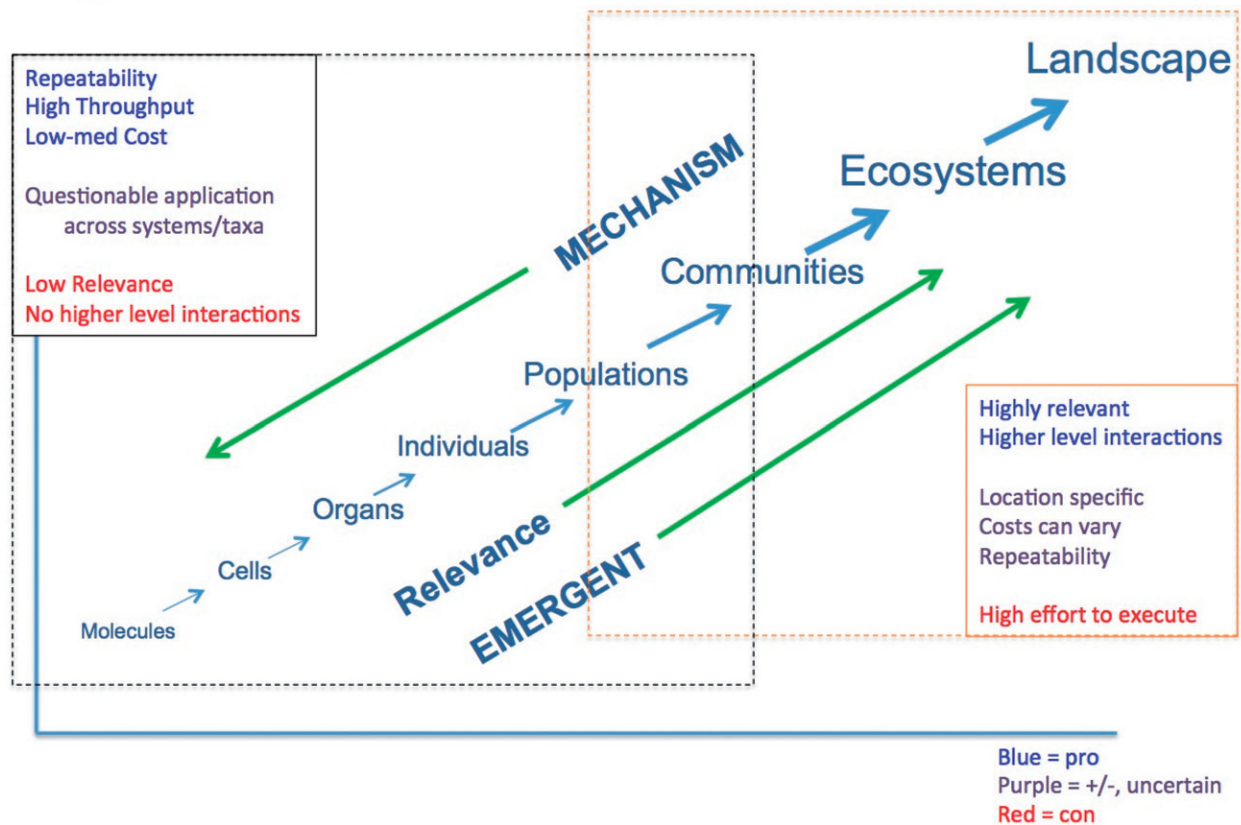 Repeatability
High Throughput
Low-med Cost
Questionable application
across systems/taxa
Low Relevance
No higher level interactions
Landscape
Ecosystems
MECHANISM
Communities
Populations
Individuals
Organs
Cells
Molecules
Relevance
EMERGENT
Highly relevant
Higher level interactions
Location specific
Costs can vary
Repeatability
High effort to execute
Blue = pro
Purple = +/-, uncertain
Red = con